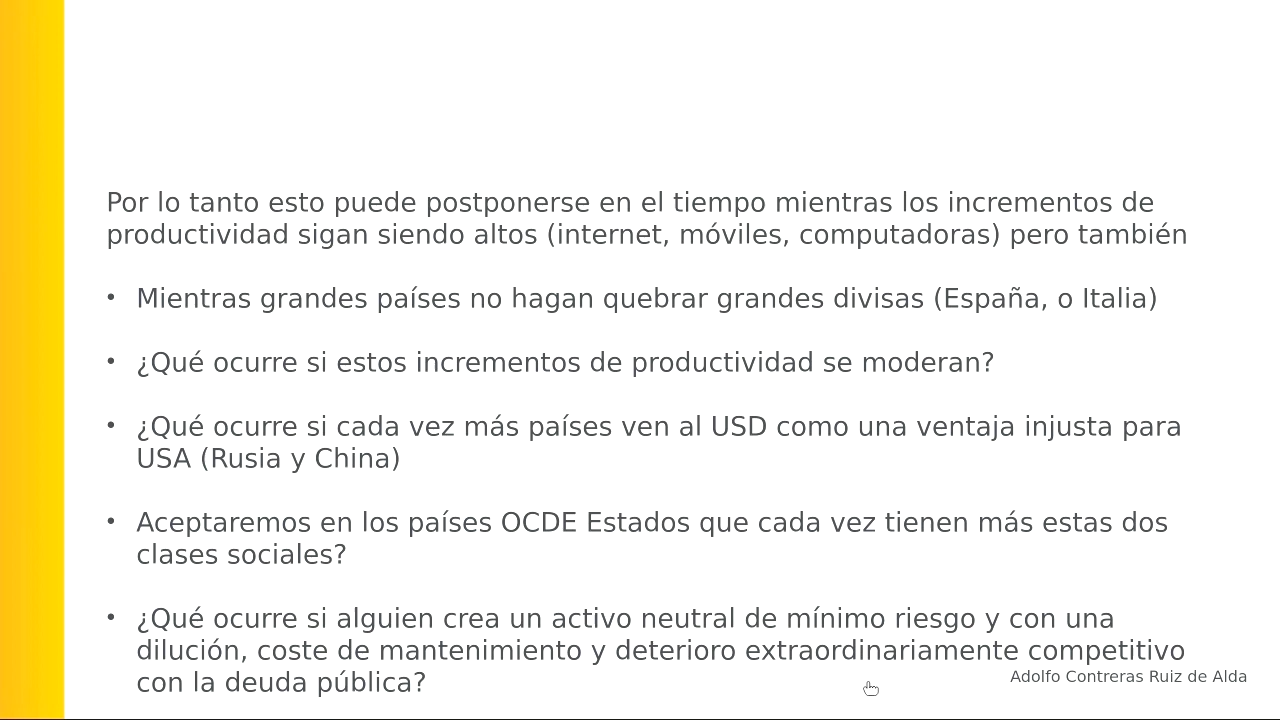 Por lo tanto esto puede postponerse en el tiempo mientras los incrementos de
productividad sigan siendo altos (internet, móviles, computadoras) pero también
• Mientras grandes países no hagan quebrar grandes divisas (España, o Italia)
• ¿Qué ocurre si estos incrementos de productividad se moderan?
• ¿Qué ocurre si cada vez más países ven al USD como una ventaja injusta para
USA (Rusia y China)
• Aceptaremos en los países OCDE Estados que cada vez tienen más estas dos
clases sociales?
• ¿Qué ocurre si alguien crea un activo neutral de mínimo riesgo y con una
dilución, coste de mantenimiento y deterioro extraordinariamente competitivo
con la deuda pública?
Adolfo Contreras Ruiz de Alda